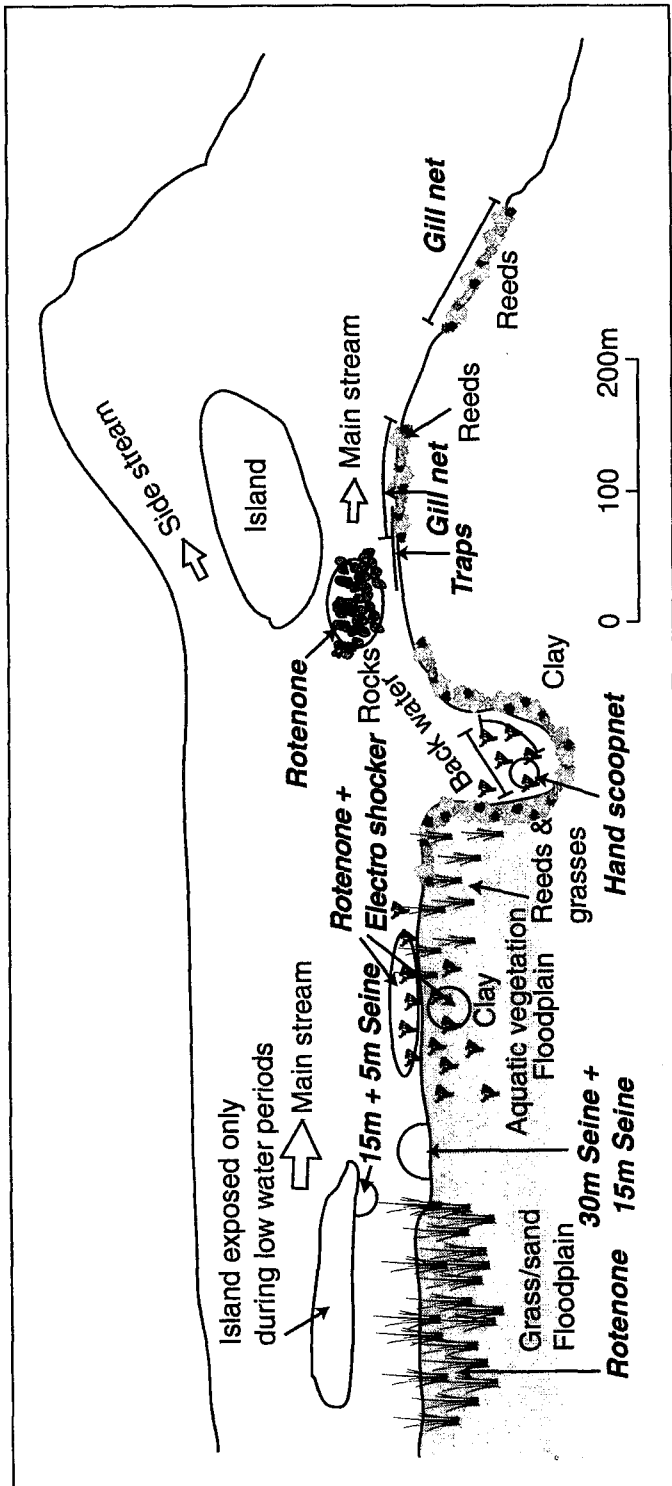 Side stream
Island
Main stream
Rotenone
Rocks
Back water
Gill net
Reeds
Gill net
Traps
Reeds
0 100 200m
Clay
Hand scoopnet
Island exposed only
during low water periods
Main stream
15m + 5m Seine
Rotenone +
Electro shocker
Reeds &
grasses
Clay
Aquatic vegetation
Floodplain
30m Seine +
15m Seine
Grass/sand
Floodplain
Rotenone